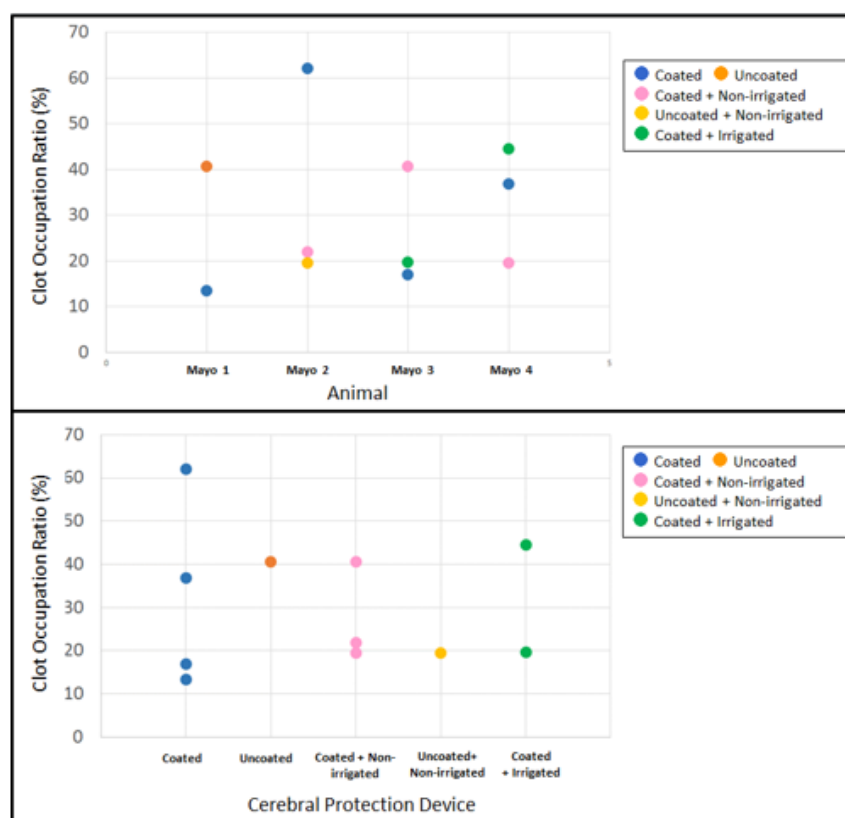 70
60
50
40
30
20
10
0
Clot Occupation Ratio (%)
0
Mayo 1 Mayo 2 Mayo 3 Mayo 4
5
Animal
Coated Uncoated
Coated + Non-irrigated
Uncoated + Non-irrigated
Coated + Irrigated
70
60
50
40
30
20
10
0
Clot Occupation Ratio (%)
Coated Uncoated Coated + Non- Uncoated+ Coated
irrigated Non-irrigated + Irrigated
Cerebral Protection Device
Coated Uncoated
Coated + Non-irrigated
Uncoated + Non-irrigated
Coated + Irrigated